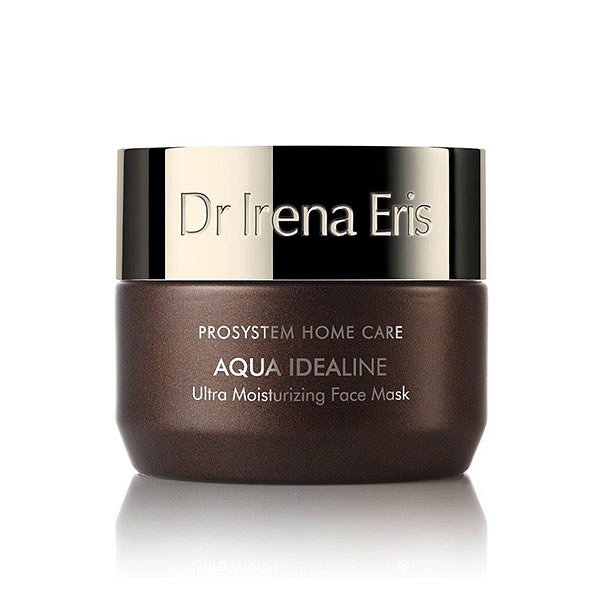 Dr Irena Eris
PROSYSTEM HOME CARE
AQUA IDEALINE
Ultra Moisturizing Face Mask